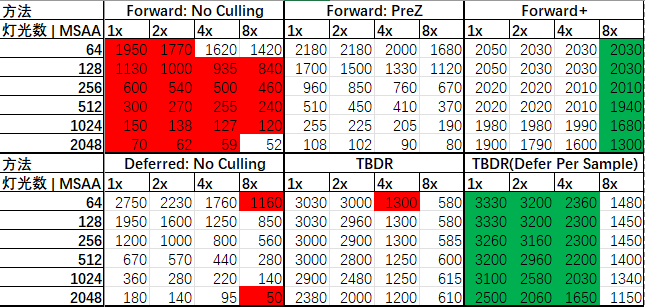 方法 Forward: No Culling Forward: PreZ Forward+
灯光数 | MSAA 1x 2x 4x 8x 1x 2x 4x 8x 1x 2x 4x 8x
64 1950 1770 1620 1420 2180 2180 2000 1680 2050 2030 2030 2030
128 1130 1000 935 840 1700 1500 1330 1120 2050 2030 2030 2030
256 600 540 500 460 960 850 760 670 2020 2020 2010 2010
512 300 270 255 240 510 450 410 370 2020 2020 2010 1940
1024 150 138 127 120 255 225 205 190 1980 1980 1990 1680
2048 70 62 59 52 108 102 90 80 1900 1790 1600 1300
方法 Deferred: No Culling TBDR TBDR(Defer Per Sample)
灯光数 | MSAA 1x 2x 4x 8x 1x 2x 4x 8x 1x 2x 4x 8x
64 2750 2230 1760 1160 3030 3000 1300 580 3330 3200 2360 1480
128 1950 1600 1250 850 3030 2960 1300 580 3330 3200 2300 1450
256 1200 1000 800 560 3000 2900 1300 585 3260 3160 2300 1450
512 670 570 440 280 3000 2800 1250 600 3200 2960 2200 1400
1024 360 280 220 140 2900 2480 1250 615 3100 2580 2030 1340
2048 180 140 95 50 2380 2000 1200 610 2500 2060 1650 1150